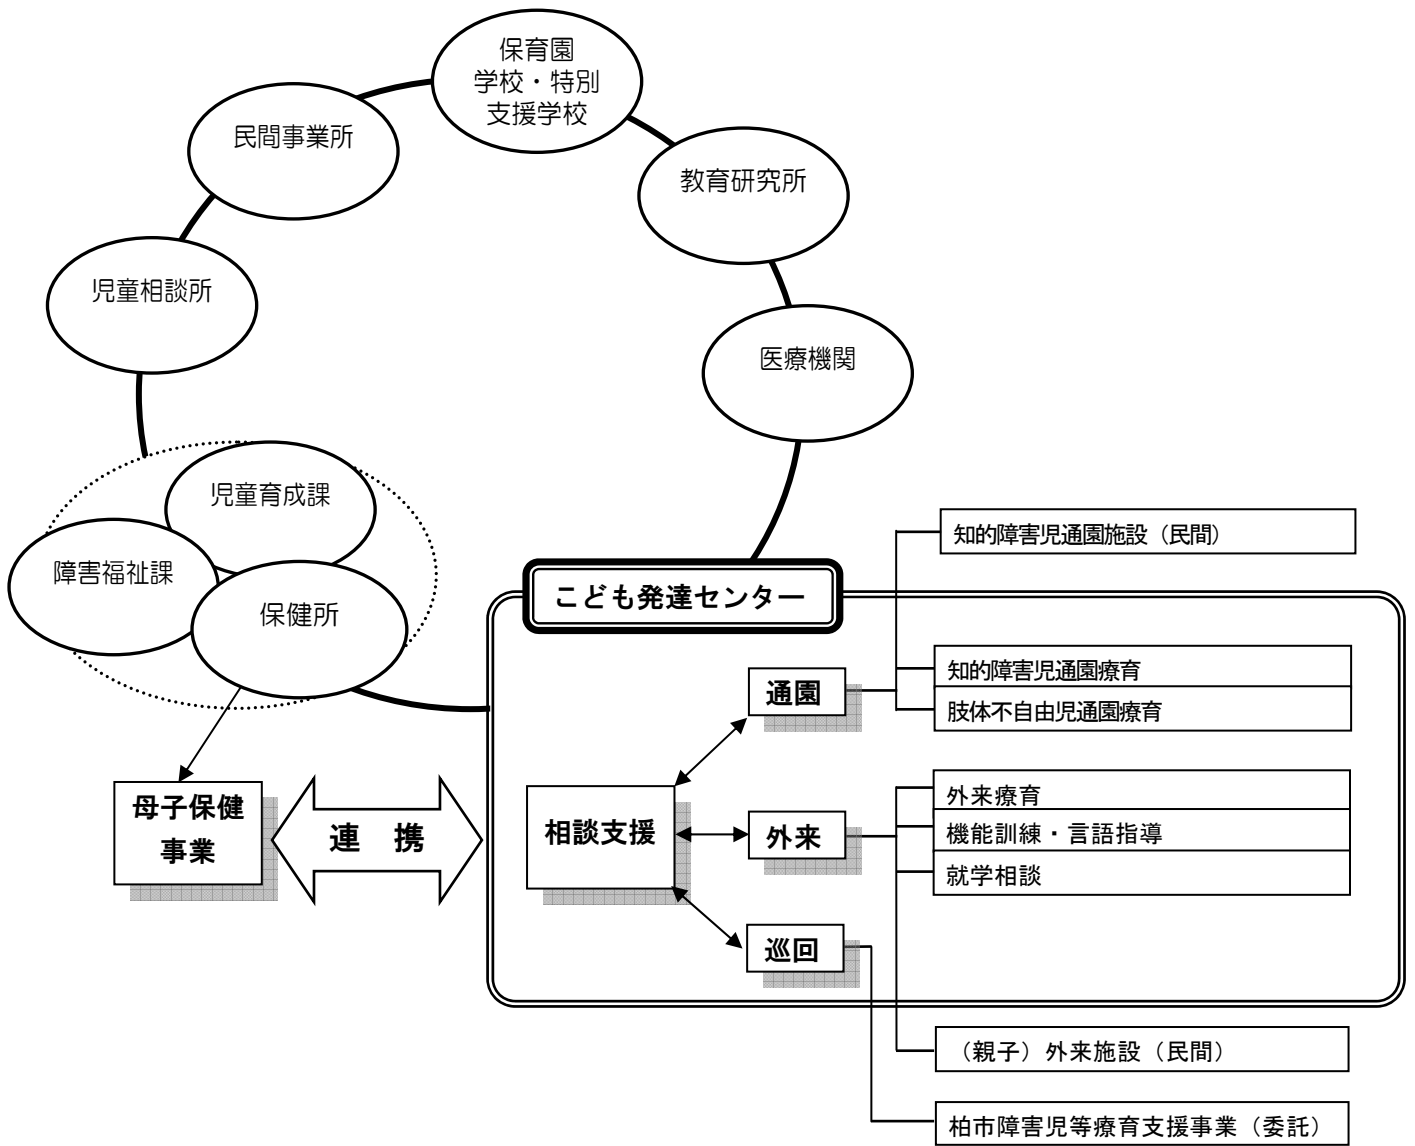 保育園
学校・特別
支援学校
民間事業所
教育研究所
児童相談所
医療機関
児童育成課
障害福祉課
保健所
こども発達センター
知的障害児通園施設（民間）
通園
知的障害児通園療育
肢体不自由児通園療育
母子保健
事業
連　携
相談支援
外来
外来療育
機能訓練・言語指導
就学相談
巡回
（親子）外来施設（民間）
柏市障害児等療育支援事業（委託）